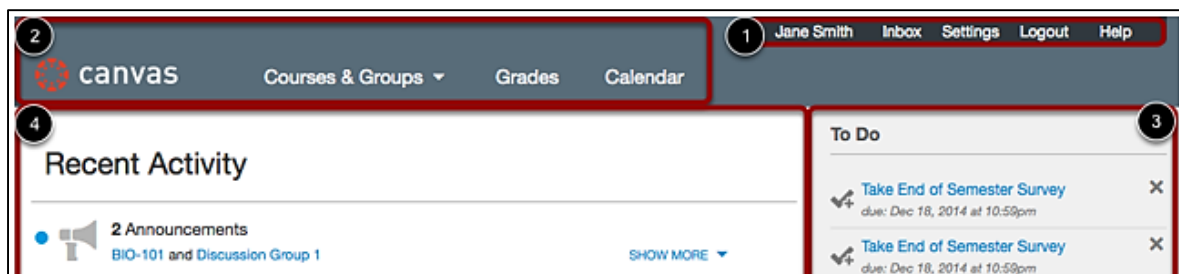 2
1
Jane Smith Inbox Settings Logout Help
canvas Courses & Groups Grades Calendar
4
3
Recent Activity
2 Announcements
BIO-101 and Discussion Group 1 SHOW MORE
To Do
Take End of Semester Survey
due: Dec 18, 2014 at 10:59pm
Take End of Semester Survey
due: Dec 18, 2014 at 10:59pm